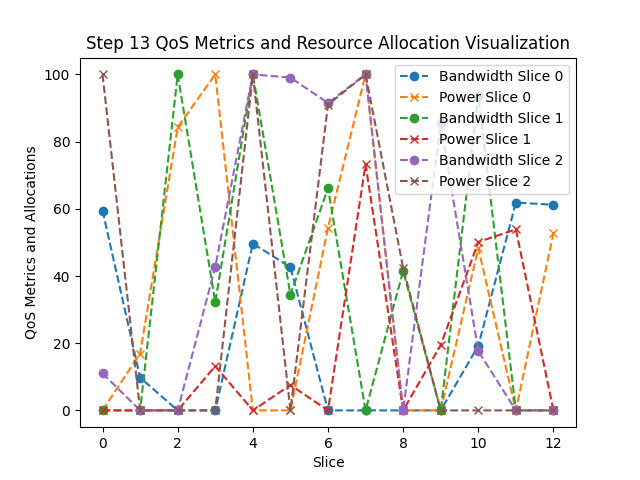 Step 13 QoS Metrics and Resource Allocation Visualization
QoS Metrics and Allocations
100
80
60
40
20
0
Bandwidth Slice 0
Power Slice 0
Bandwidth Slice 1
Power Slice 1
Bandwidth Slice 2
Power Slice 2
0 2 4 6 8 10 12
Slice